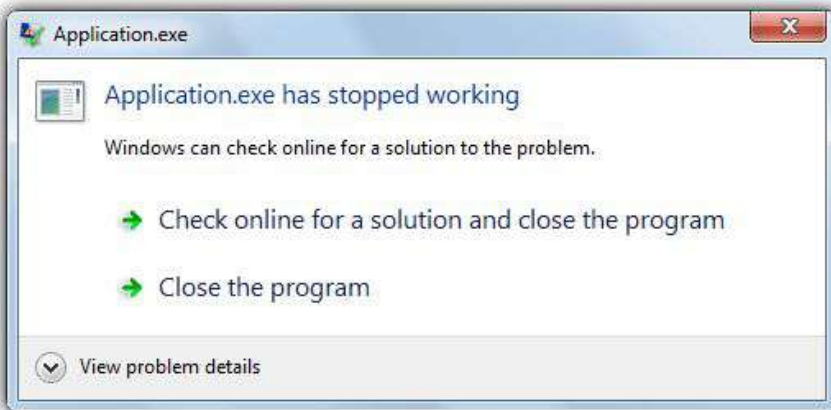 Application.exe
Application.exe has stopped working
Windows can check online for a solution to the problem.
Check online for a solution and close the program
Close the program
View problem details